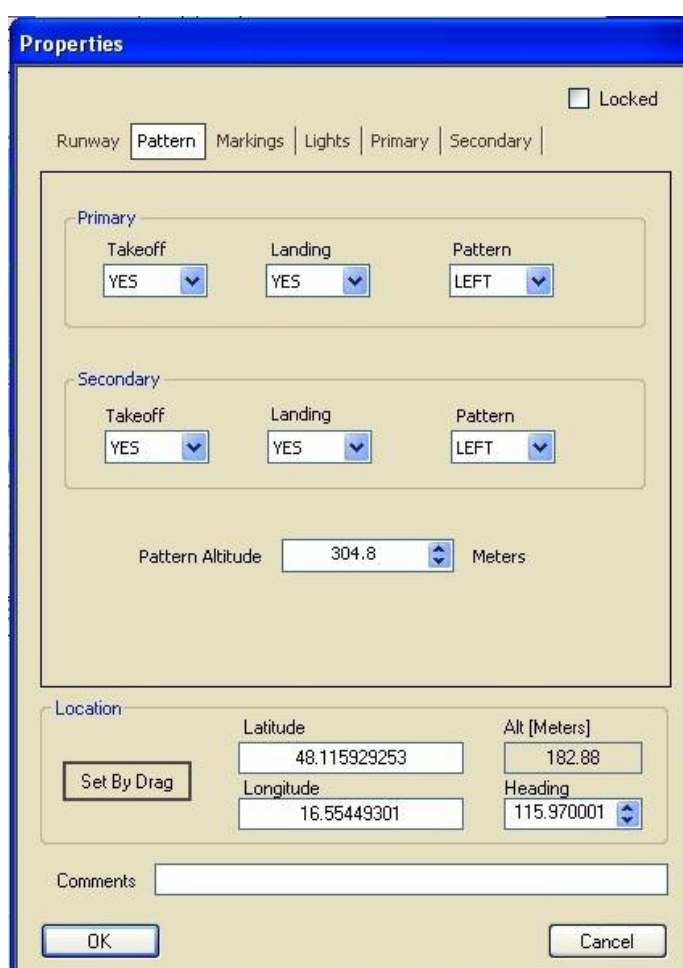 Properties
Locked
Runway Pattern Markings Lights Primary Secondary
Primary
Takeoff Landing Pattern
YES YES LEFT
Secondary
Takeoff Landing Pattern
YES YES LEFT
Pattern Altitude 304.8 Meters
Location
Latitude Alt [Meters]
48.115929253 182.88
Set By Drag
Longitude Heading
16.55449301 115.970001
Comments
OK Cancel